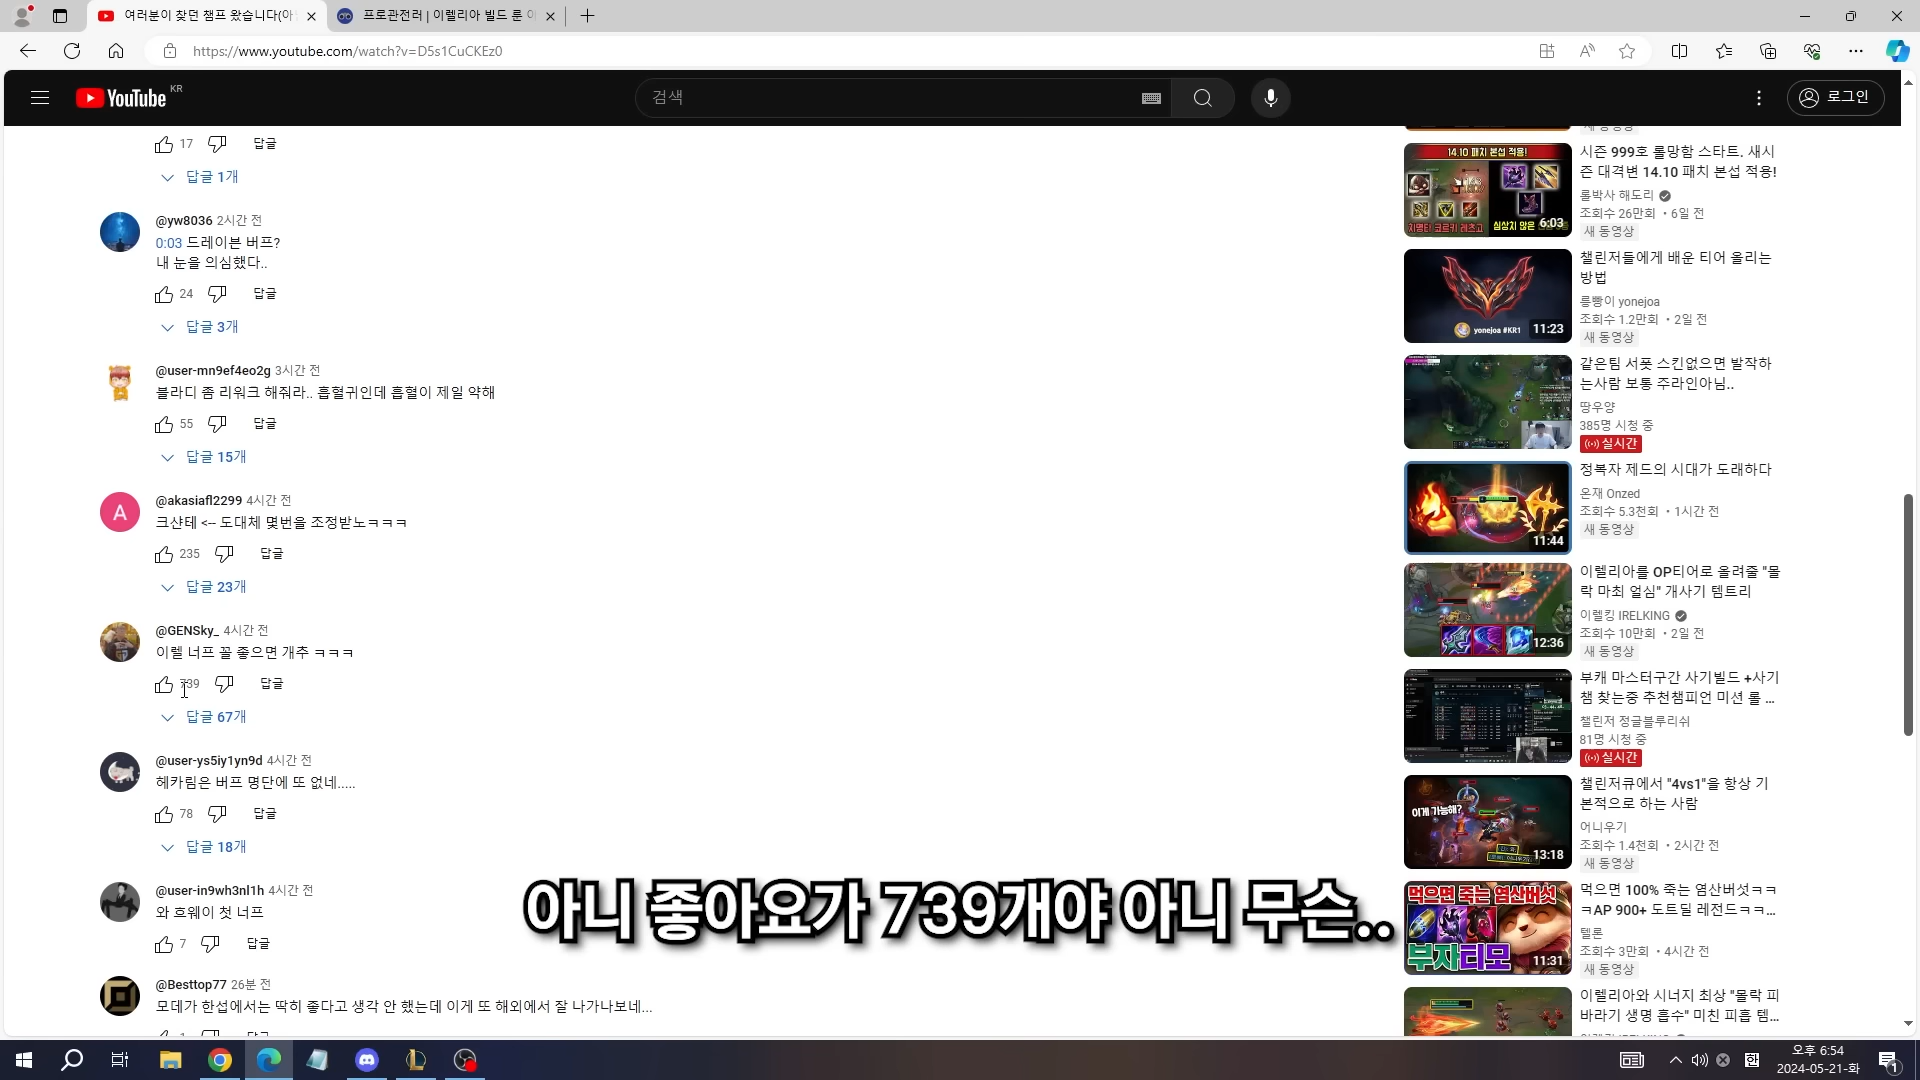 여러분이 찾던 챔프 왔습니다(아
프로관전러 | 이렐리아 빌드 룬 아
https://www.youtube.com/watch?v=D5s1CuCKEz0
YouTube KR
검색
로그인
17 답글
답글 1개
@yw8036 2시간 전
0:03 드레이븐 버프?
내 눈을 의심했다..
24 답글
답글 3개
@user-mn9ef4eo2g 3시간 전
블라디 좀 리워크 해줘라.. 흡혈귀인데 흡혈이 제일 약해
55 답글
답글 15개
@akasiafl2299 4시간 전
크샨테 <-- 도대체 몇번을 조정받노ㅋㅋㅋ
235 답글
답글 23개
@GENSky_ 4시간 전
이렐 너프 꼴 좋으면 개추 ㅋㅋㅋ
739 답글
답글 67개
@user-ys5iy1yn9d 4시간 전
헤카림은 버프 명단에 또 없네.....
78 답글
답글 18개
@user-in9wh3nl1h 4시간 전
와 흐웨이 첫 너프
7 답글
@Besttop77 26분 전
모데가 한섭에서는 딱히 좋다고 생각 안 했는데 이게 또 해외에서 잘 나가나보네...
아니 좋아요가 739개야 아니 무슨..
새 동영상
14.10 패치 본섭 적용!
6:03
시즌 999호 롤망함 스타트. 새시
즌 대격변 14.10 패치 본섭 적용!
롤박사 해도리
조회수 26만회 • 6일 전
새 동영상
yonejoa #KR1
11:23
챌린저들에게 배운 티어 올리는
방법
롱빵이 yonejoa
조회수 1.2만회 • 2일 전
새 동영상
같은팀 서폿 스킨없으면 발작하
는사람 보통 주라인아님..
땅우양
385명 시청 중
실시간
11:44
정복자 제드의 시대가 도래하다
온재 Onzed
조회수 5.3천회 • 1시간 전
새 동영상
12:36
이렐리아를 OP티어로 올려줄 "몰
락 마최 얼심" 개사기 템트리
이렐킹 IRELKING
조회수 10만회 • 2일 전
새 동영상
부캐 마스터구간 사기빌드 +사기
챔 찾는중 추천챔피언 미션 롤 ...
챌린저 정글블루리쉬
81명 시청 중
실시간
이게 가능해?
13:18
챌린저큐에서 "4vs1"을 항상 기
본적으로 하는 사람
어니우기
조회수 1.4천회 • 2시간 전
새 동영상
먹으면 죽는 염산버섯
부자티모
11:31
먹으면 100% 죽는 염산버섯ㅋㅋ
ㅋAP 900+ 도트딜 레전드ㅋㅋ...
텔론
조회수 3만회 • 4시간 전
새 동영상
이렐리아와 시너지 최상 "몰락 피
바라기 생명 흡수" 미친 피흡 템...
한
오후 6:54
2024-05-21-화
1